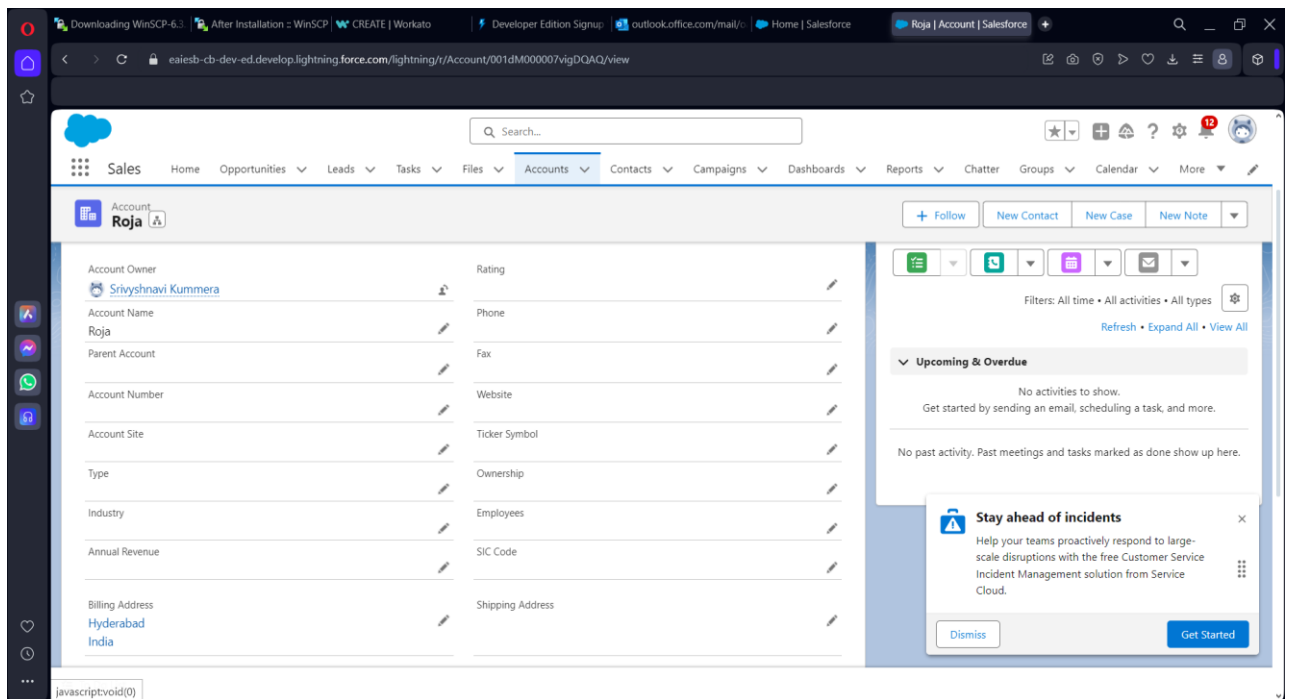 Downloading WinSCP-6.3. After Installation :: WinSCP CREATE | Workato Developer Edition Signup outlook.office.com/mail/ Home | Salesforce Roja | Account | Salesforce
eaiesb-cb-dev-ed.develop.lightning.force.com/lightning/r/Account/001dM000007vigDQAQ/view
Search...
12
Sales Home Opportunities Leads Tasks Files Accounts Contacts Campaigns Dashboards Reports Chatter Groups Calendar More
Account
Roja
+ Follow New Contact New Case New Note
Account Owner
Srivyshnavi Kummera
Rating
Account Name
Roja
Phone
Parent Account
Fax
Account Number
Website
Account Site
Ticker Symbol
Type
Ownership
Industry
Employees
Annual Revenue
SIC Code
Billing Address
Hyderabad
India
Shipping Address
Filters: All time • All activities • All types
Refresh • Expand All • View All
Upcoming & Overdue
No activities to show.
Get started by sending an email, scheduling a task, and more.
No past activity. Past meetings and tasks marked as done show up here.
Stay ahead of incidents
Help your teams proactively respond to large-
scale disruptions with the free Customer Service
Incident Management solution from Service
Cloud.
Dismiss Get Started
javascript:void(0)